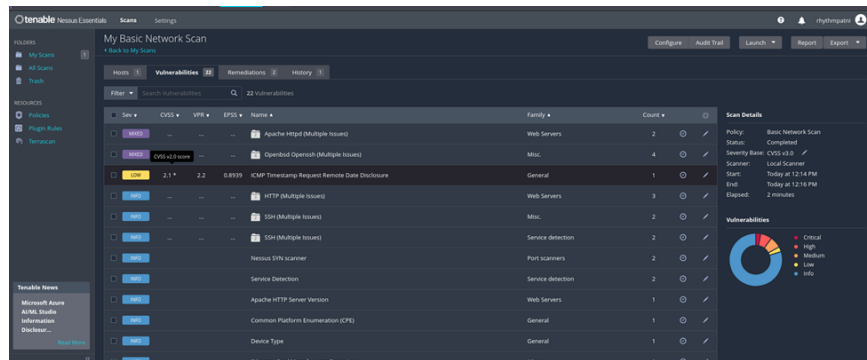 tenable Nessus Essentials Scans Settings rhythmpatni
FOLDERS
My Scans 1
All Scans
Trash
RESOURCES
Policies
Plugin Rules
Terrascan
Tenable News
Microsoft Azure
AI/ML Studio
Information
Disclosur...
Read More
My Basic Network Scan
< Back to My Scans
Configure Audit Trail Launch Report Export
Hosts 1 Vulnerabilities 22 Remediations 2 History 1
Filter Search Vulnerabilities 22 Vulnerabilities
Sev CVSS VPR EPSS Name Family Count
MIXED ... ... ... Apache Httpd (Multiple Issues) Web Servers 2
MIXED CVSS v2.0 score ... ... Openbsd Openssh (Multiple Issues) Misc. 4
LOW 2.1 * 2.2 0.8939 ICMP Timestamp Request Remote Date Disclosure General 1
INFO ... ... ... HTTP (Multiple Issues) Web Servers 3
INFO ... ... ... SSH (Multiple Issues) Misc. 2
INFO ... ... ... SSH (Multiple Issues) Service detection 2
INFO Nessus SYN scanner Port scanners 2
INFO Service Detection Service detection 2
INFO Apache HTTP Server Version Web Servers 1
INFO Common Platform Enumeration (CPE) General 1
INFO Device Type General 1
Scan Details
Policy: Basic Network Scan
Status: Completed
Severity Base: CVSS v3.0
Scanner: Local Scanner
Start: Today at 12:14 PM
End: Today at 12:16 PM
Elapsed: 2 minutes
Vulnerabilities
Critical
High
Medium
Low
Info